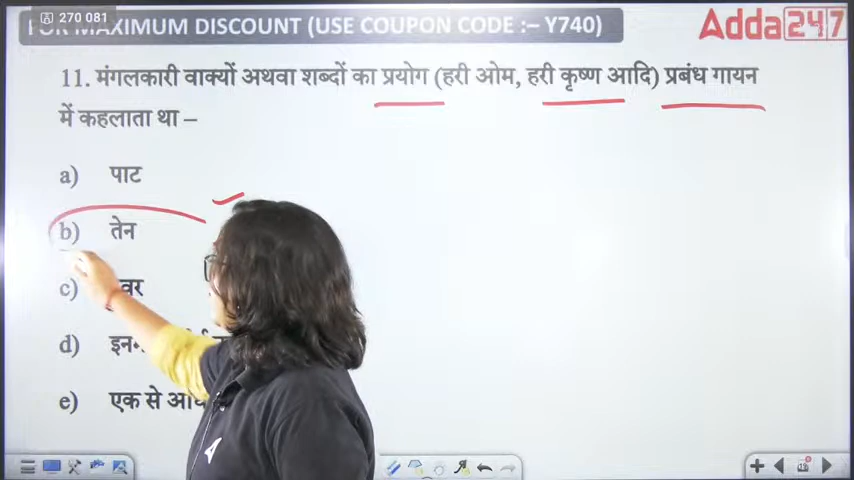 270 081
FOR MAXIMUM DISCOUNT (USE COUPON CODE :– Y740)
Adda247
11. मंगलकारी वाक्यों अथवा शब्दों का प्रयोग (हरी ओम, हरी कृष्ण आदि) प्रबंध गायन
में कहलाता था –
a) पाट
b) तेन
c)
d)
e) एक से